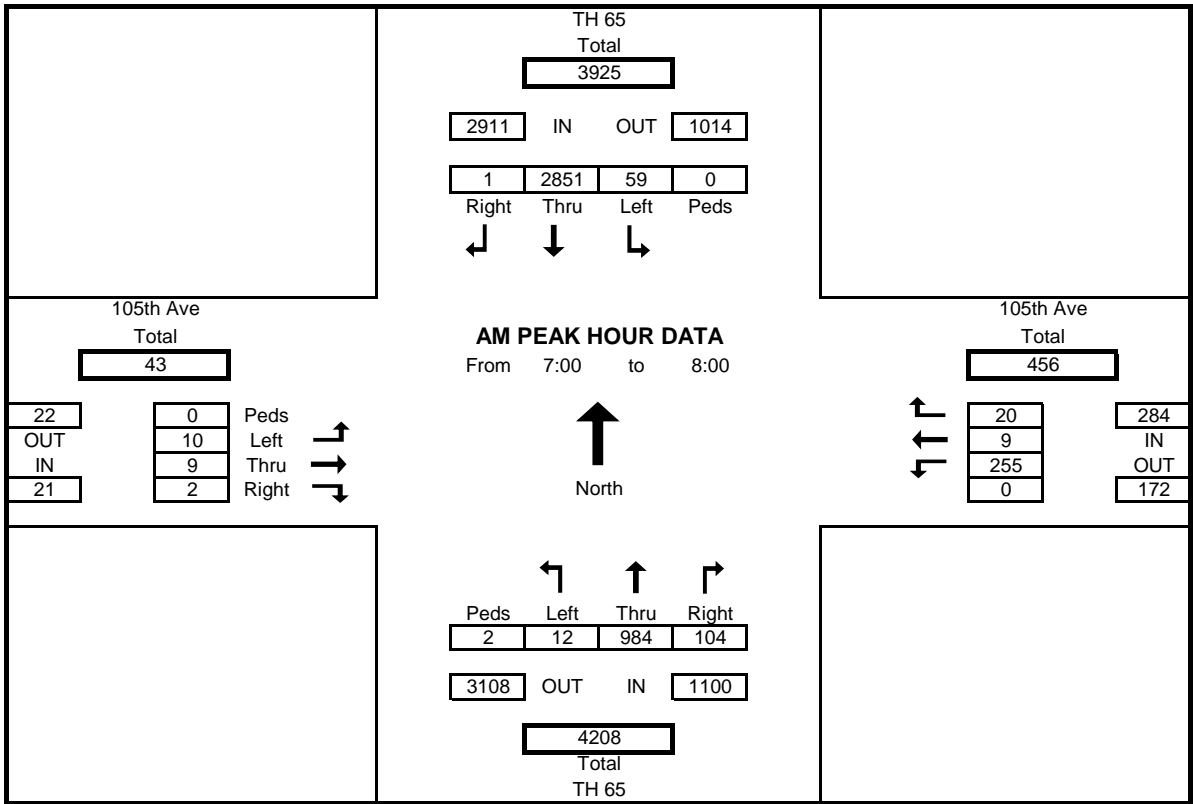 TH 65
Total
3925
2911 IN OUT 1014
1 2851 59 0
Right Thru Left Peds
105th Ave
Total
43
22 0 Peds
OUT 10 Left
IN 9 Thru
21 2 Right
AM PEAK HOUR DATA
From 7:00 to 8:00
North
105th Ave
Total
456
20 284
9 IN
255 OUT
0 172
Peds Left Thru Right
2 12 984 104
3108 OUT IN 1100
4208
Total
TH 65